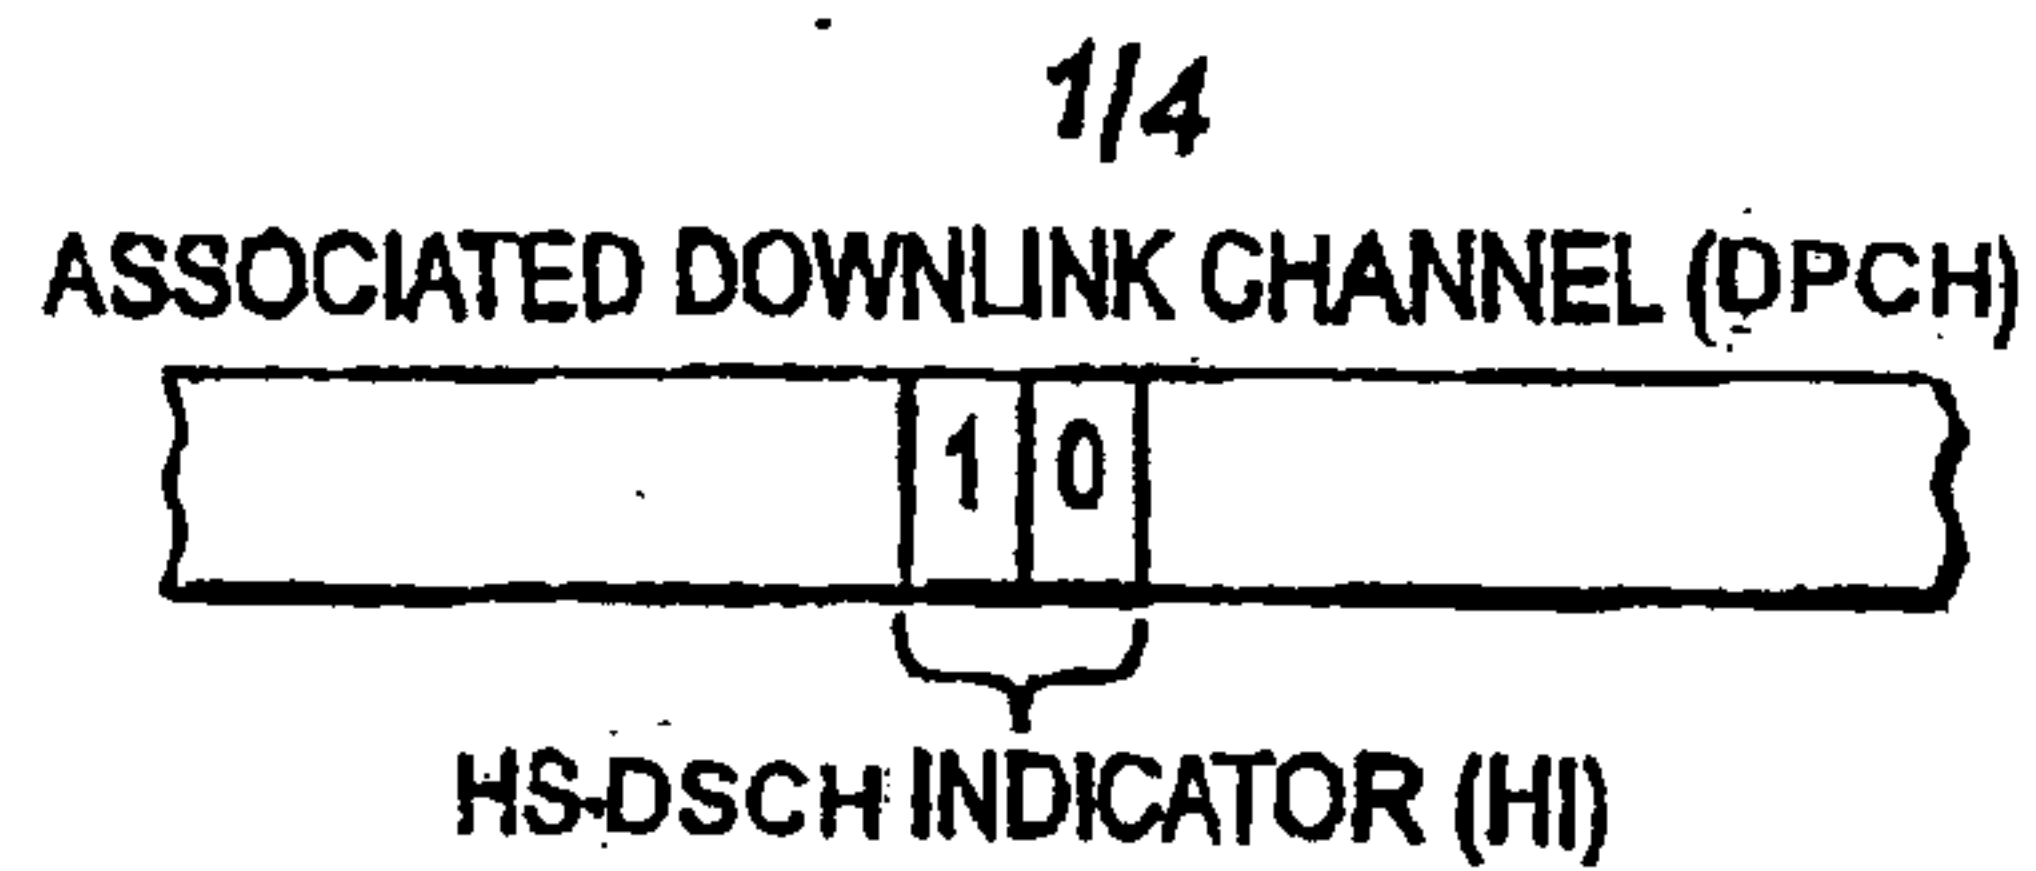 1/4
ASSOCIATED DOWNLINK CHANNEL (DPCH)
1 0
HS-DSCH INDICATOR (HI)